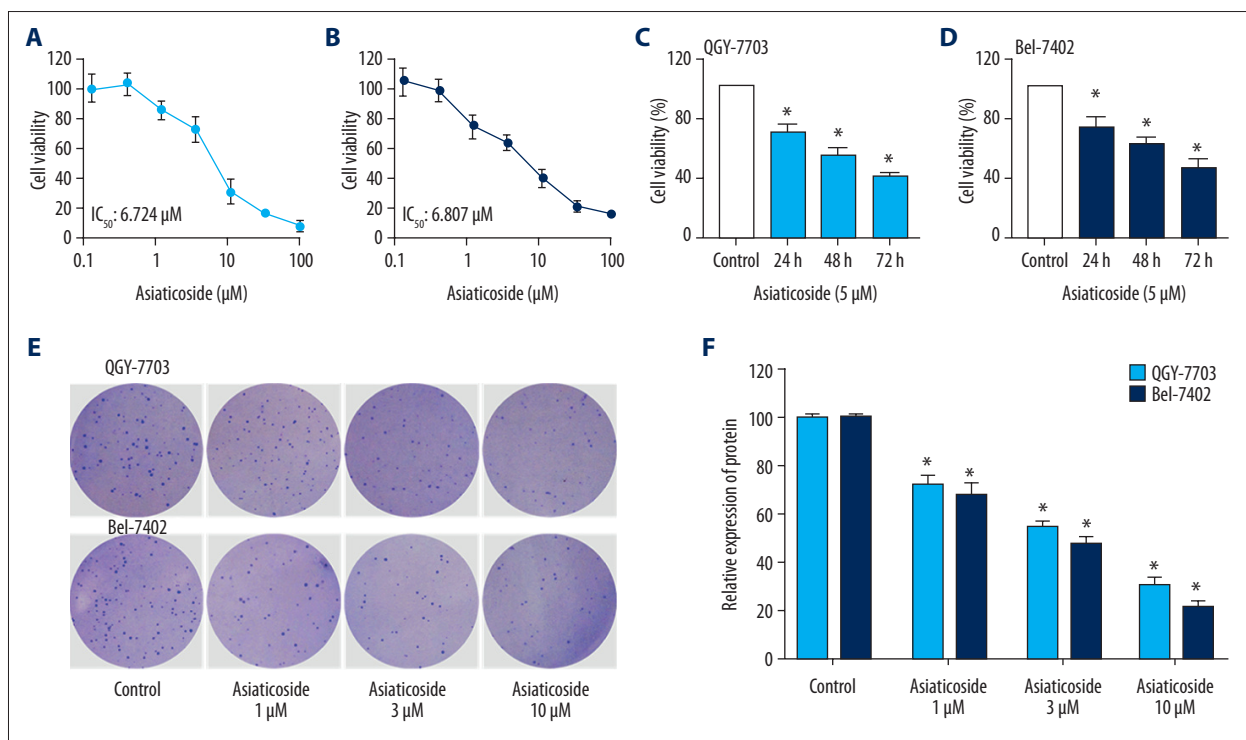 A
120
100
80
60
40
20
0
Cell viability
IC50: 6.724 µM
0.1 1 10 100
Asiaticoside (µM)
B
120
100
80
60
40
20
0
Cell viability
IC50: 6.807 µM
0.1 1 10 100
Asiaticoside (µM)
C
QGY-7703
120
80
40
0
Cell viability (%)
* * *
Control 24 h 48 h 72 h
Asiaticoside (5 µM)
D
Bel-7402
120
80
40
0
Cell viability (%)
* * *
Control 24 h 48 h 72 h
Asiaticoside (5 µM)
E
QGY-7703
Bel-7402
Control Asiaticoside 1 µM Asiaticoside 3 µM Asiaticoside 10 µM
F
120
100
80
60
40
20
0
Relative expression of protein
QGY-7703
Bel-7402
* * * * * *
Control Asiaticoside 1 µM Asiaticoside 3 µM Asiaticoside 10 µM